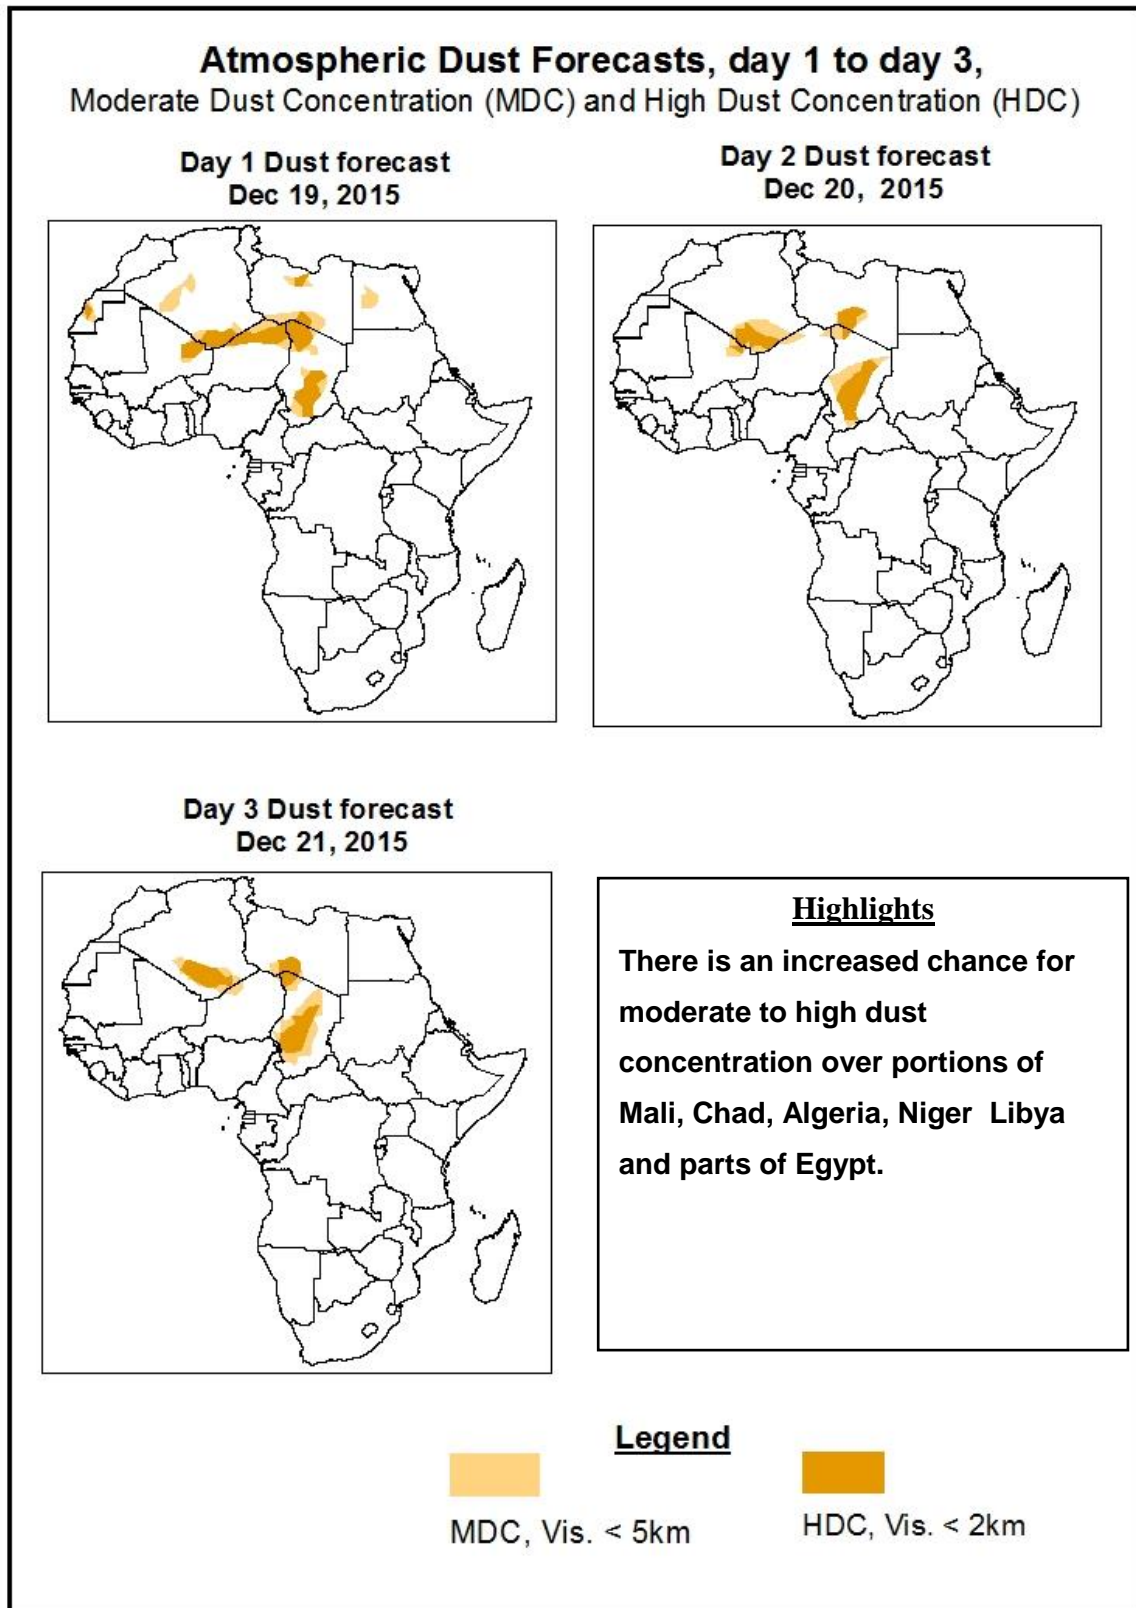 Atmospheric Dust Forecasts, day 1 to day 3,
Moderate Dust Concentration (MDC) and High Dust Concentration (HDC)
Day 1 Dust forecast
Dec 19, 2015
Day 2 Dust forecast
Dec 20, 2015
Day 3 Dust forecast
Dec 21, 2015
Highlights
There is an increased chance for
moderate to high dust
concentration over portions of
Mali, Chad, Algeria, Niger Libya
and parts of Egypt.
Legend
MDC, Vis. < 5km
HDC, Vis. < 2km